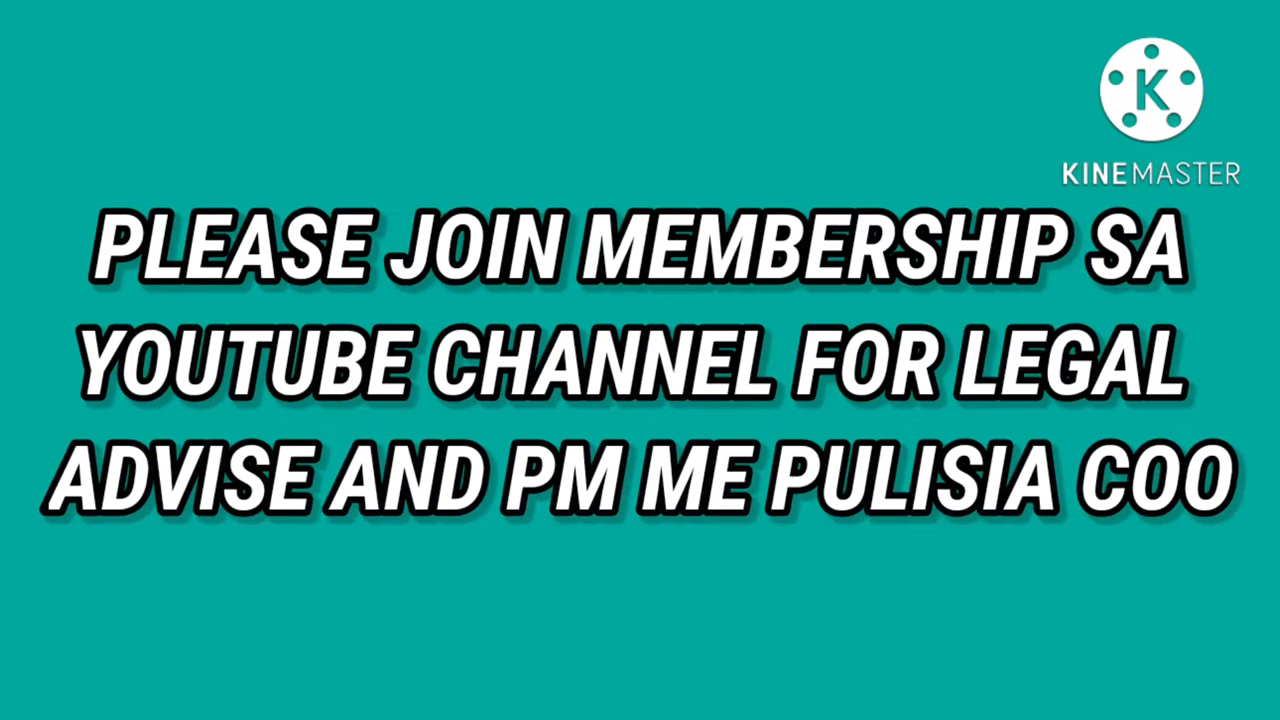 K
KINEMASTER
PLEASE JOIN MEMBERSHIP SA
YOUTUBE CHANNEL FOR LEGAL
ADVISE AND PM ME PULISIA COO